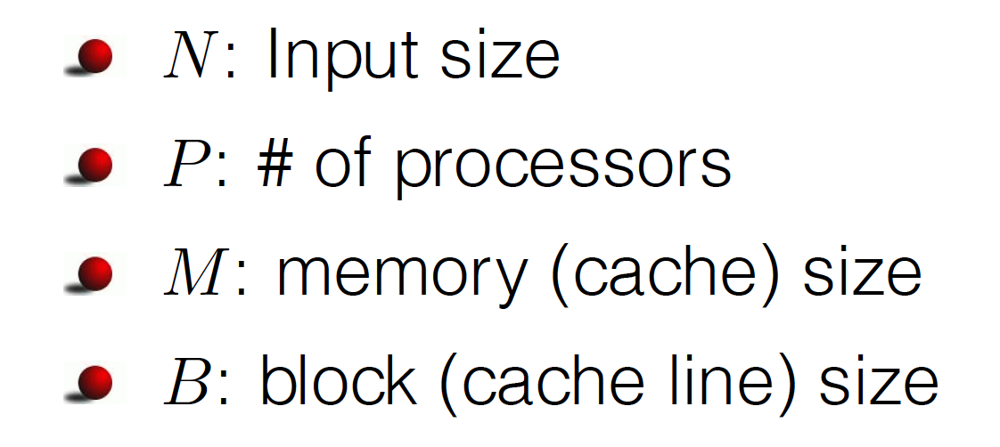 N: Input size
P: # of processors
M: memory (cache) size
B: block (cache line) size